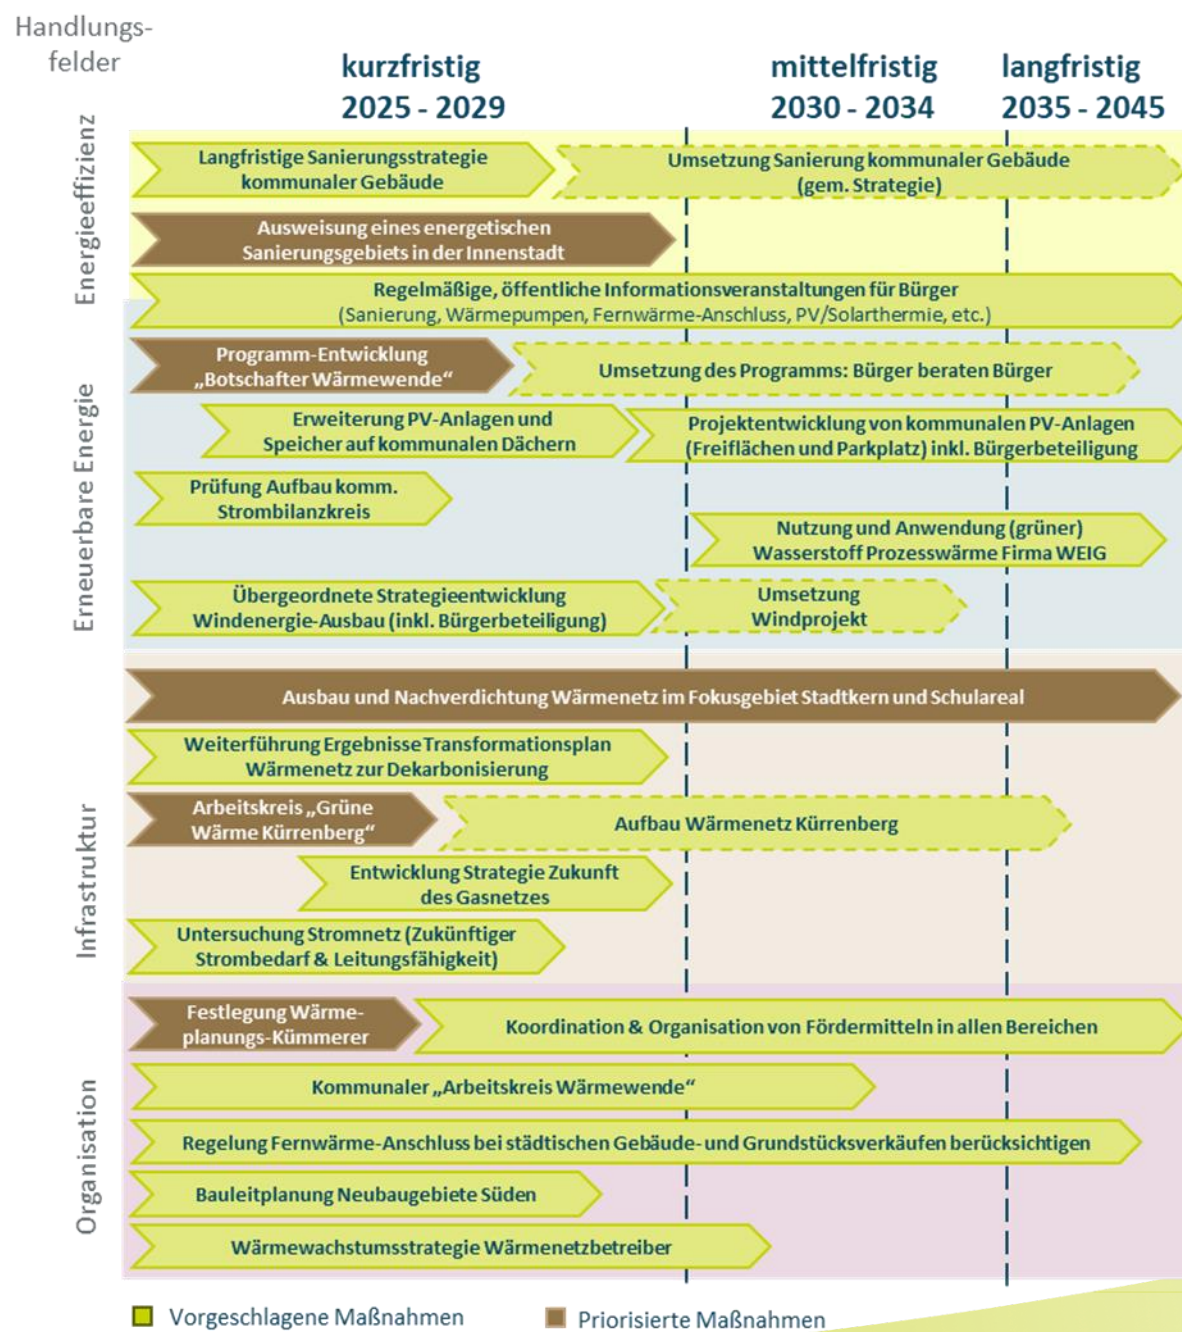 Handlungs-
felder
kurzfristig
2025 - 2029
mittelfristig
2030 - 2034
langfristig
2035 - 2045
Energieeffizienz
Langfristige Sanierungsstrategie
kommunaler Gebäude
Umsetzung Sanierung kommunaler Gebäude
(gem. Strategie)
Ausweisung eines energetischen
Sanierungsgebiets in der Innenstadt
Regelmäßige, öffentliche Informationsveranstaltungen für Bürger
(Sanierung, Wärmepumpen, Fernwärme-Anschluss, PV/Solarthermie, etc.)
Erneuerbare Energie
Programm-Entwicklung
„Botschafter Wärmewende“
Umsetzung des Programms: Bürger beraten Bürger
Erweiterung PV-Anlagen und
Speicher auf kommunalen Dächern
Projektentwicklung von kommunalen PV-Anlagen
(Freiflächen und Parkplatz) inkl. Bürgerbeteiligung
Prüfung Aufbau komm.
Strombilanzkreis
Nutzung und Anwendung (grüner)
Wasserstoff Prozesswärme Firma WEIG
Übergeordnete Strategieentwicklung
Windenergie-Ausbau (inkl. Bürgerbeteiligung)
Umsetzung
Windprojekt
Infrastruktur
Ausbau und Nachverdichtung Wärmenetz im Fokusgebiet Stadtkern und Schulareal
Weiterführung Ergebnisse Transformationsplan
Wärmenetz zur Dekarbonisierung
Arbeitskreis „Grüne
Wärme Kürrenberg“
Aufbau Wärmenetz Kürrenberg
Entwicklung Strategie Zukunft
des Gasnetzes
Untersuchung Stromnetz (Zukünftiger
Strombedarf & Leitungsfähigkeit)
Organisation
Festlegung Wärme-
planungs-Kümmerer
Koordination & Organisation von Fördermitteln in allen Bereichen
Kommunaler „Arbeitskreis Wärmewende“
Regelung Fernwärme-Anschluss bei städtischen Gebäude- und Grundstücksverkäufen berücksichtigen
Bauleitplanung Neubaugebiete Süden
Wärmewachstumsstrategie Wärmenetzbetreiber
Vorgeschlagene Maßnahmen
Priorisierte Maßnahmen